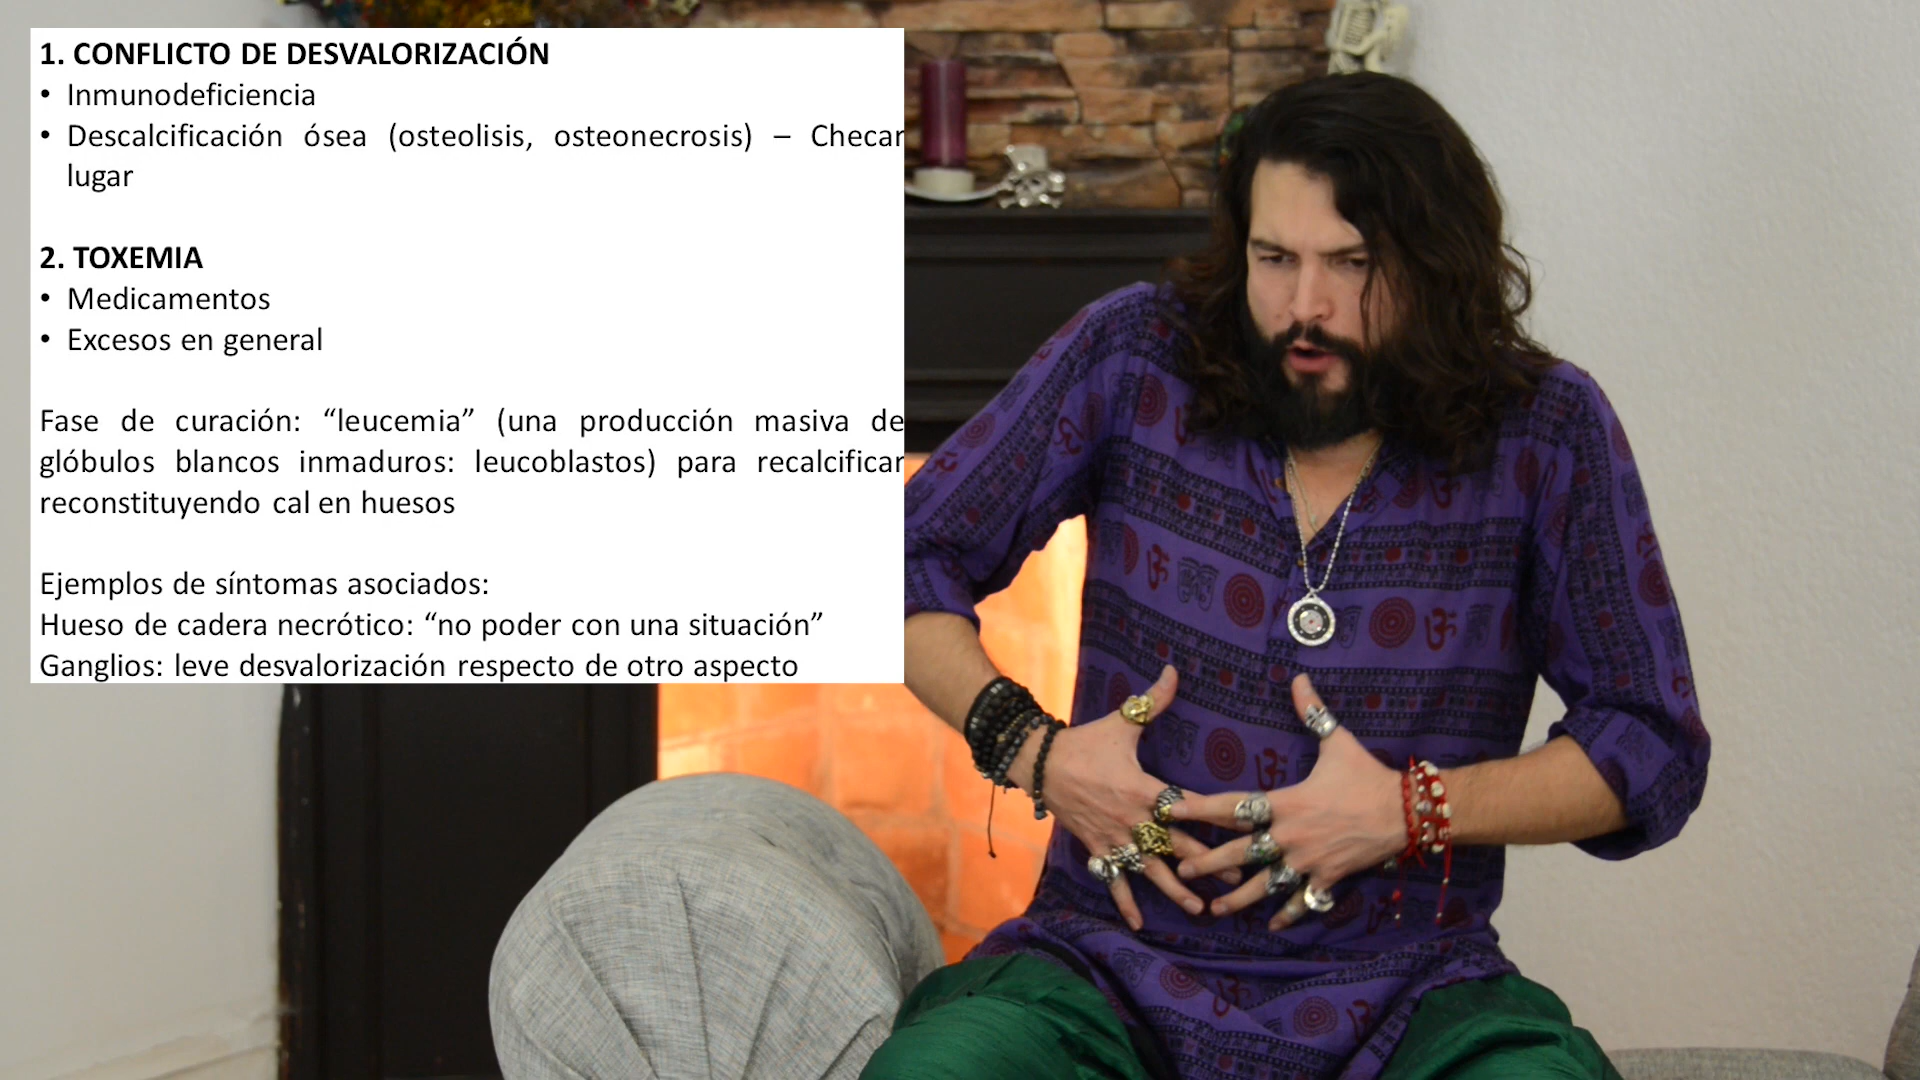 1. CONFLICTO DE DESVALORIZACIÓN
• Inmunodeficiencia
• Descalcificación ósea (osteolisis, osteonecrosis) – Checar
lugar
2. TOXEMIA
• Medicamentos
• Excesos en general
Fase de curación: “leucemia” (una producción masiva de
glóbulos blancos inmaduros: leucoblastos) para recalcificar
reconstituyendo cal en huesos
Ejemplos de síntomas asociados:
Hueso de cadera necrótico: “no poder con una situación”
Ganglios: leve desvalorización respecto de otro aspecto